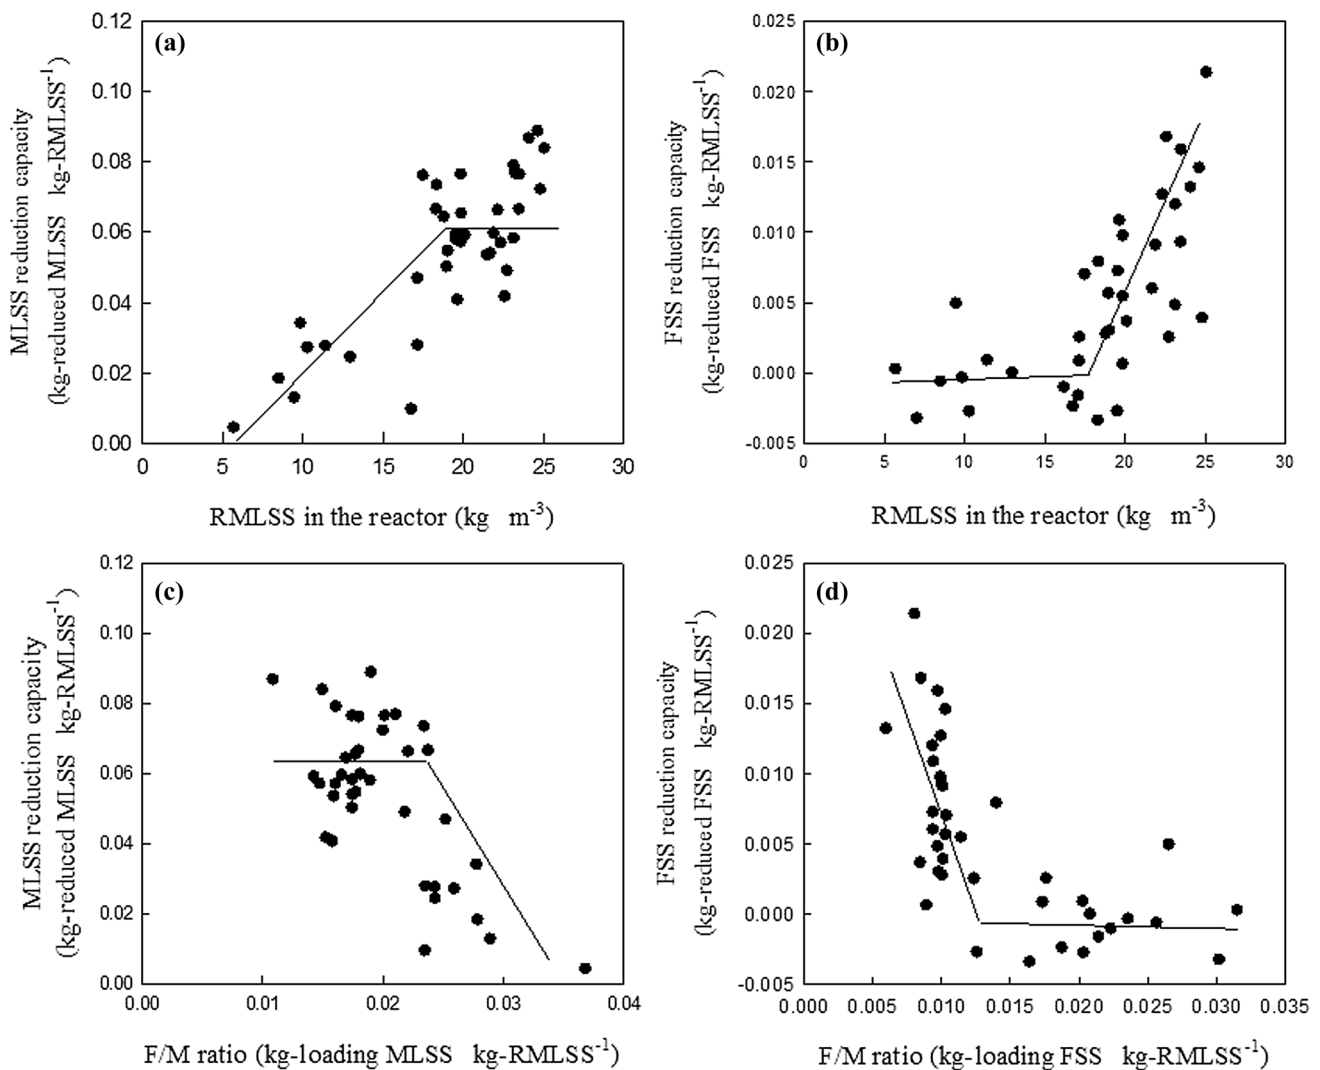 (a)
MLSS reduction capacity
(kg-reduced MLSS kg-RMLSS⁻¹)
0.12
0.10
0.08
0.06
0.04
0.02
0.00
0 5 10 15 20 25 30
RMLSS in the reactor (kg m⁻³)
(b)
FSS reduction capacity
(kg-reduced FSS kg-RMLSS⁻¹)
0.025
0.020
0.015
0.010
0.005
0.000
-0.005
0 5 10 15 20 25 30
RMLSS in the reactor (kg m⁻³)
(c)
MLSS reduction capacity
(kg-reduced MLSS kg-RMLSS⁻¹)
0.12
0.10
0.08
0.06
0.04
0.02
0.00
0.00 0.01 0.02 0.03 0.04
F/M ratio (kg-loading MLSS kg-RMLSS⁻¹)
(d)
FSS reduction capacity
(kg-reduced FSS kg-RMLSS⁻¹)
0.025
0.020
0.015
0.010
0.005
0.000
-0.005
0.000 0.005 0.010 0.015 0.020 0.025 0.030 0.035
F/M ratio (kg-loading FSS kg-RMLSS⁻¹)